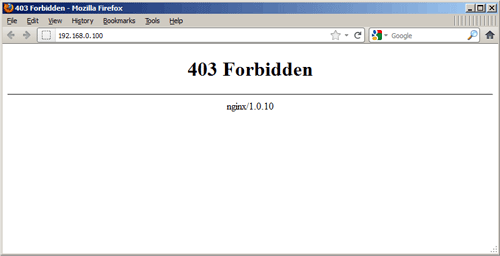 403 Forbidden - Mozilla Firefox
File Edit View History Bookmarks Tools Help
192.168.0.100 Google
403 Forbidden
nginx/1.0.10